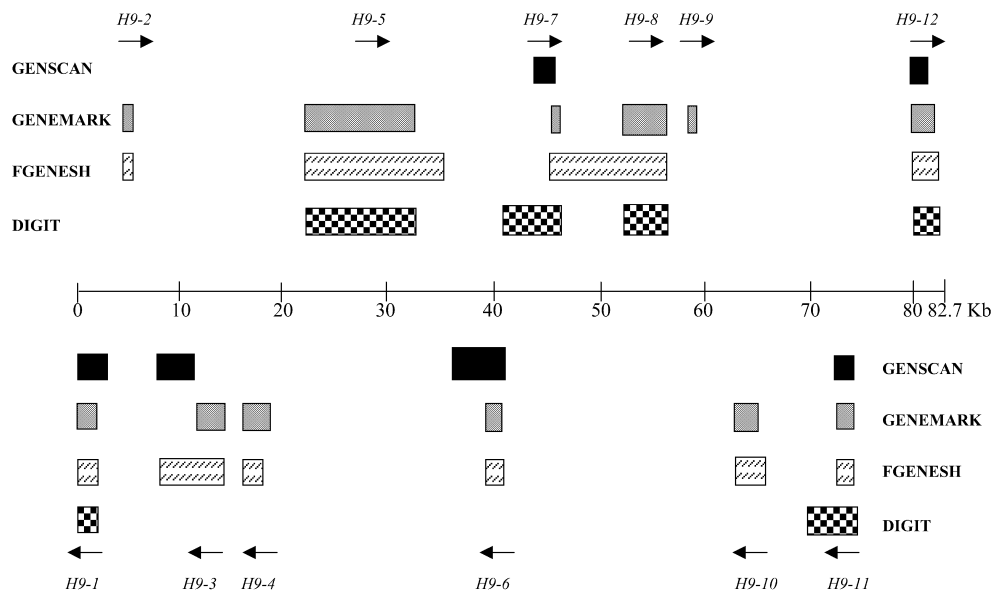 H9-2 H9-5 H9-7 H9-8 H9-9 H9-12
GENSCAN
GENEMARK
FGENESH
DIGIT
0 10 20 30 40 50 60 70 80 82.7 Kb
GENSCAN
GENEMARK
FGENESH
DIGIT
H9-1 H9-3 H9-4 H9-6 H9-10 H9-11